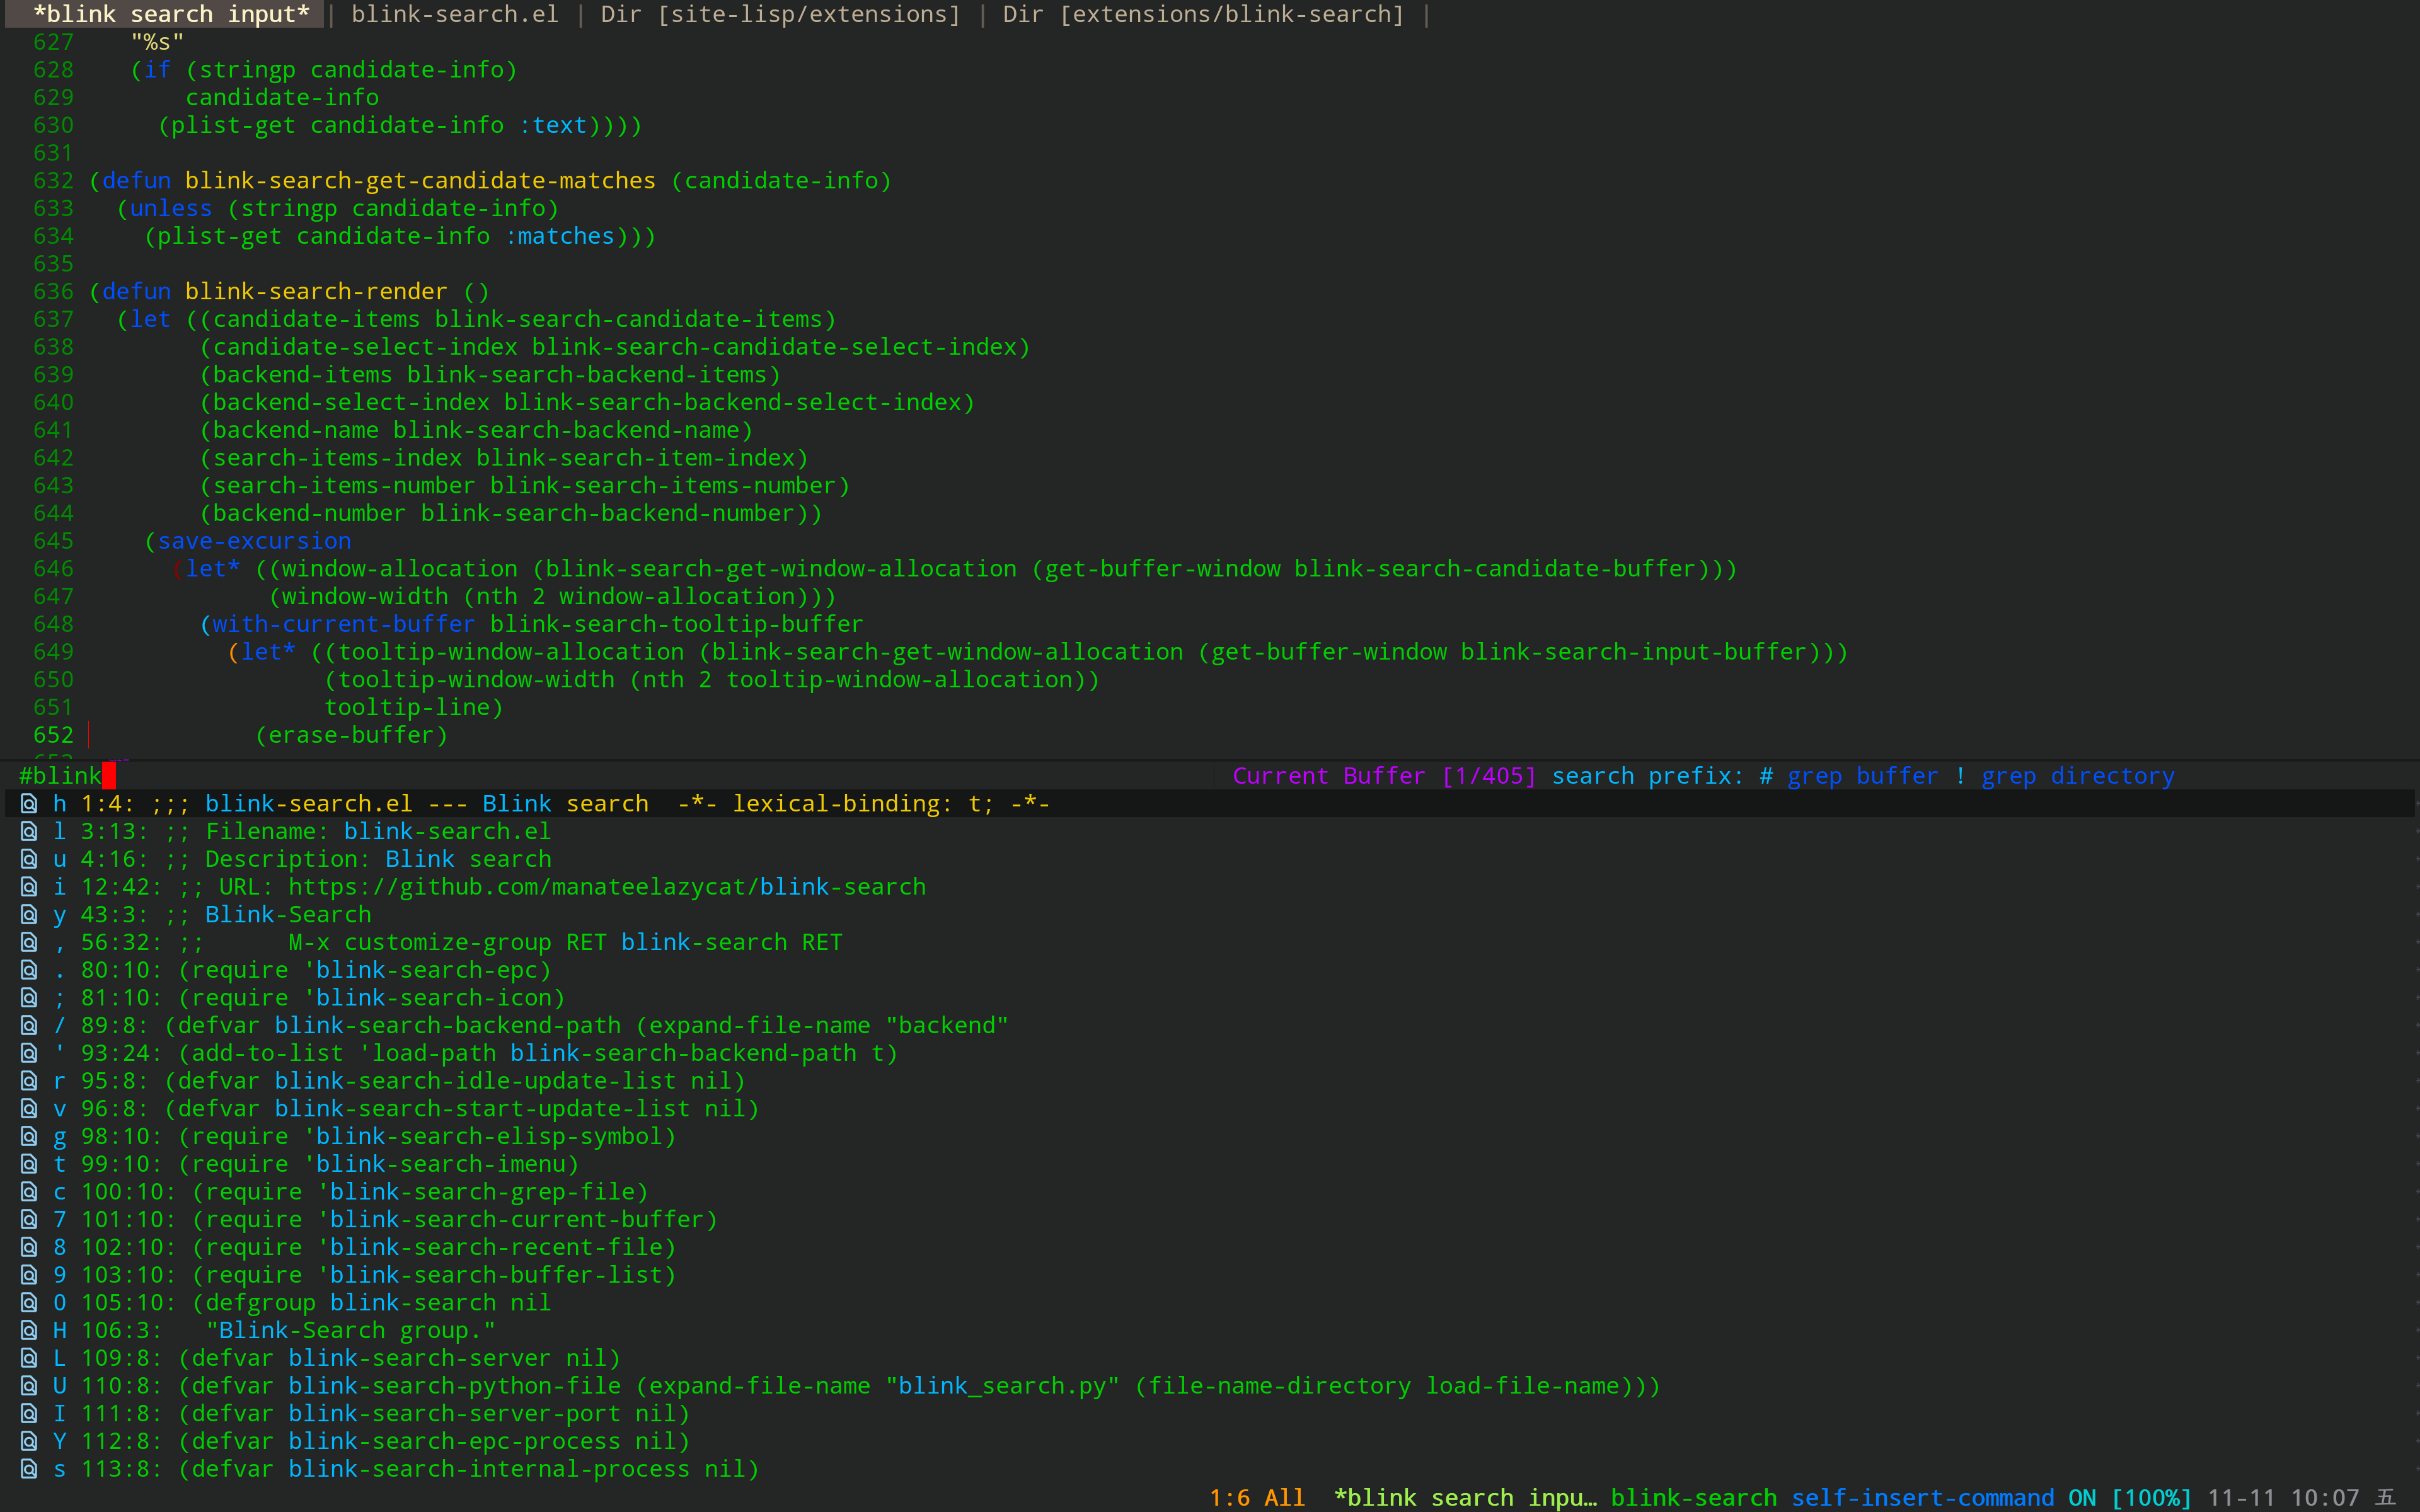 *blink search input* | blink-search.el | Dir [site-lisp/extensions] | Dir [extensions/blink-search] |
627 "%s"
628 (if (stringp candidate-info)
629 candidate-info
630 (plist-get candidate-info :text))))
631
632 (defun blink-search-get-candidate-matches (candidate-info)
633 (unless (stringp candidate-info)
634 (plist-get candidate-info :matches)))
635
636 (defun blink-search-render ()
637 (let ((candidate-items blink-search-candidate-items)
638 (candidate-select-index blink-search-candidate-select-index)
639 (backend-items blink-search-backend-items)
640 (backend-select-index blink-search-backend-select-index)
641 (backend-name blink-search-backend-name)
642 (search-items-index blink-search-item-index)
643 (search-items-number blink-search-items-number)
644 (backend-number blink-search-backend-number))
645 (save-excursion
646 (let* ((window-allocation (blink-search-get-window-allocation (get-buffer-window blink-search-candidate-buffer)))
647 (window-width (nth 2 window-allocation)))
648 (with-current-buffer blink-search-tooltip-buffer
649 (let* ((tooltip-window-allocation (blink-search-get-window-allocation (get-buffer-window blink-search-input-buffer)))
650 (tooltip-window-width (nth 2 tooltip-window-allocation))
651 tooltip-line)
652 (erase-buffer)
#blink Current Buffer [1/405] search prefix: # grep buffer ! grep directory
h 1:4: ;;; blink-search.el --- Blink search  -*- lexical-binding: t; -*-
l 3:13: ;; Filename: blink-search.el
u 4:16: ;; Description: Blink search
i 12:42: ;; URL: https://github.com/manateelazycat/blink-search
y 43:3: ;; Blink-Search
, 56:32: ;;      M-x customize-group RET blink-search RET
. 80:10: (require 'blink-search-epc)
; 81:10: (require 'blink-search-icon)
/ 89:8: (defvar blink-search-backend-path (expand-file-name "backend"
' 93:24: (add-to-list 'load-path blink-search-backend-path t)
r 95:8: (defvar blink-search-idle-update-list nil)
v 96:8: (defvar blink-search-start-update-list nil)
g 98:10: (require 'blink-search-elisp-symbol)
t 99:10: (require 'blink-search-imenu)
c 100:10: (require 'blink-search-grep-file)
7 101:10: (require 'blink-search-current-buffer)
8 102:10: (require 'blink-search-recent-file)
9 103:10: (require 'blink-search-buffer-list)
0 105:10: (defgroup blink-search nil
H 106:3:   "Blink-Search group."
L 109:8: (defvar blink-search-server nil)
U 110:8: (defvar blink-search-python-file (expand-file-name "blink_search.py" (file-name-directory load-file-name)))
I 111:8: (defvar blink-search-server-port nil)
Y 112:8: (defvar blink-search-epc-process nil)
s 113:8: (defvar blink-search-internal-process nil)
1:6 All  *blink search inpu… blink-search self-insert-command ON [100%] 11-11 10:07 五